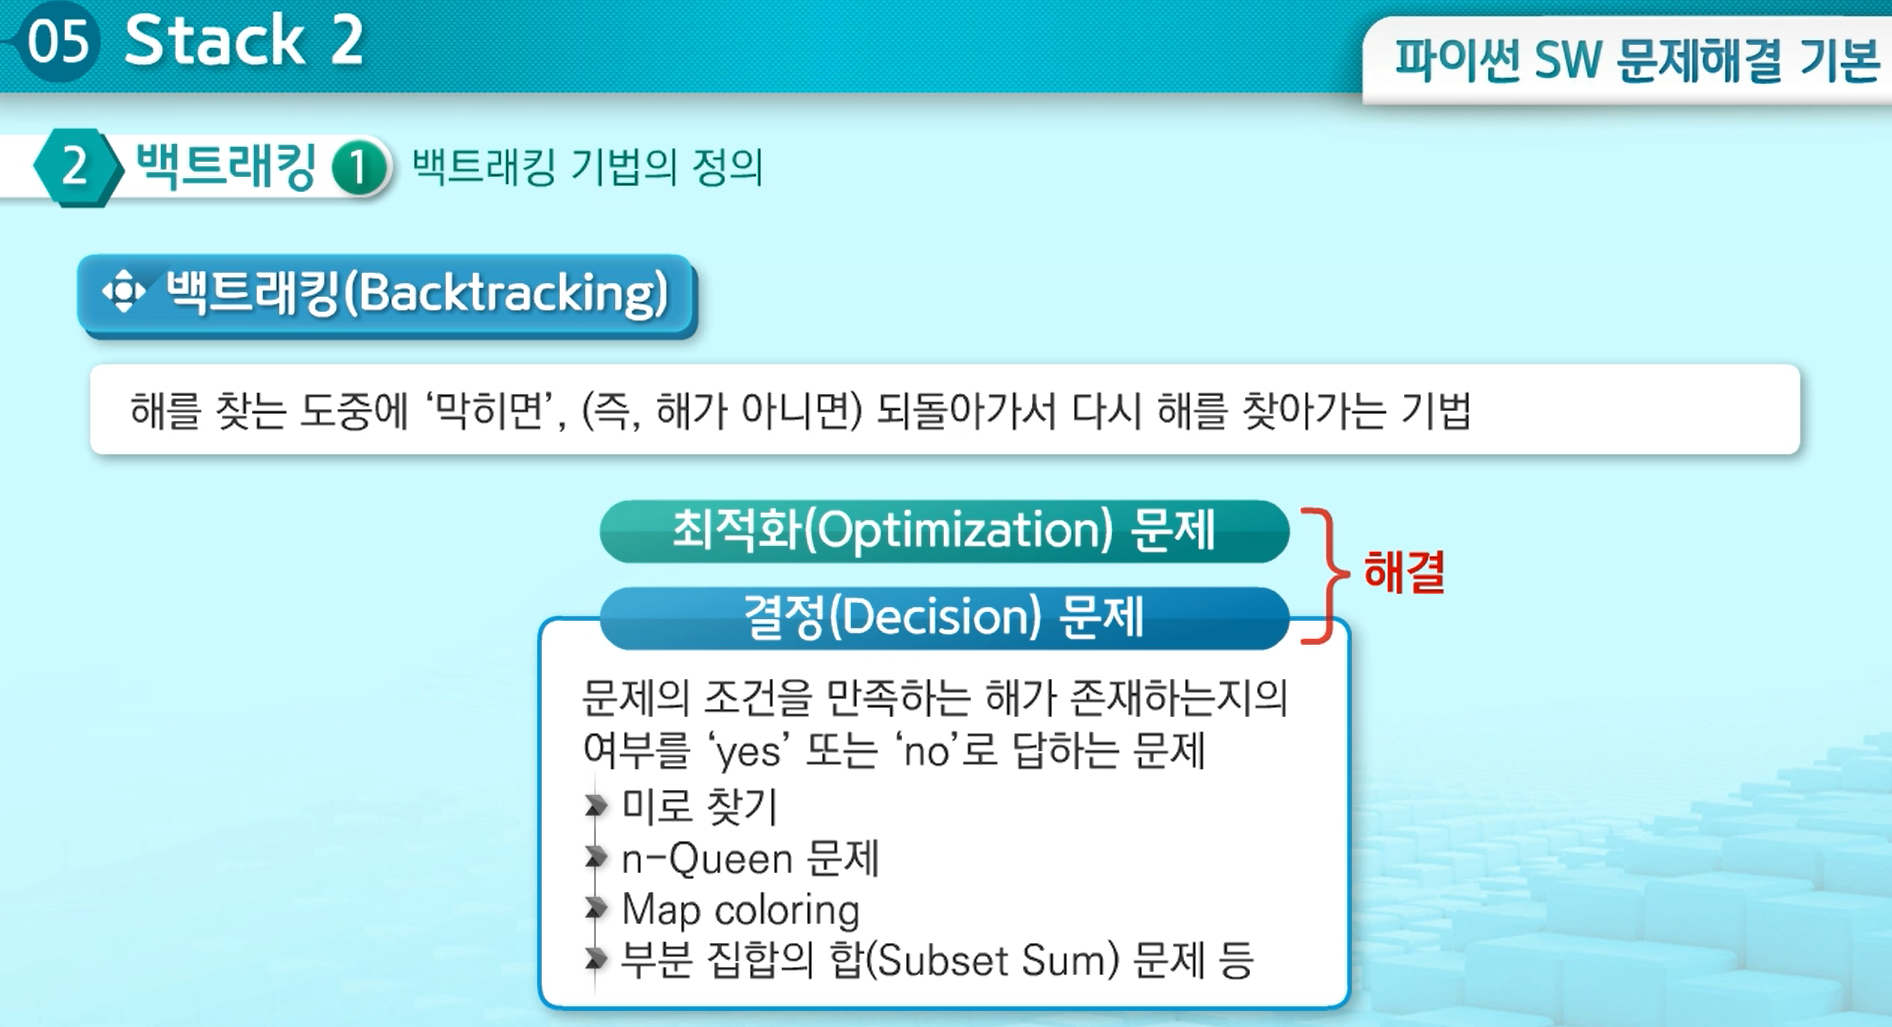 05 Stack 2
파이썬 SW 문제해결 기본
2 백트래킹 1 백트래킹 기법의 정의
백트래킹(Backtracking)
해를 찾는 도중에 ‘막히면’, (즉, 해가 아니면) 되돌아가서 다시 해를 찾아가는 기법
최적화(Optimization) 문제
결정(Decision) 문제
해결
문제의 조건을 만족하는 해가 존재하는지의
여부를 ‘yes’ 또는 ‘no’로 답하는 문제
미로 찾기
n-Queen 문제
Map coloring
부분 집합의 합(Subset Sum) 문제 등